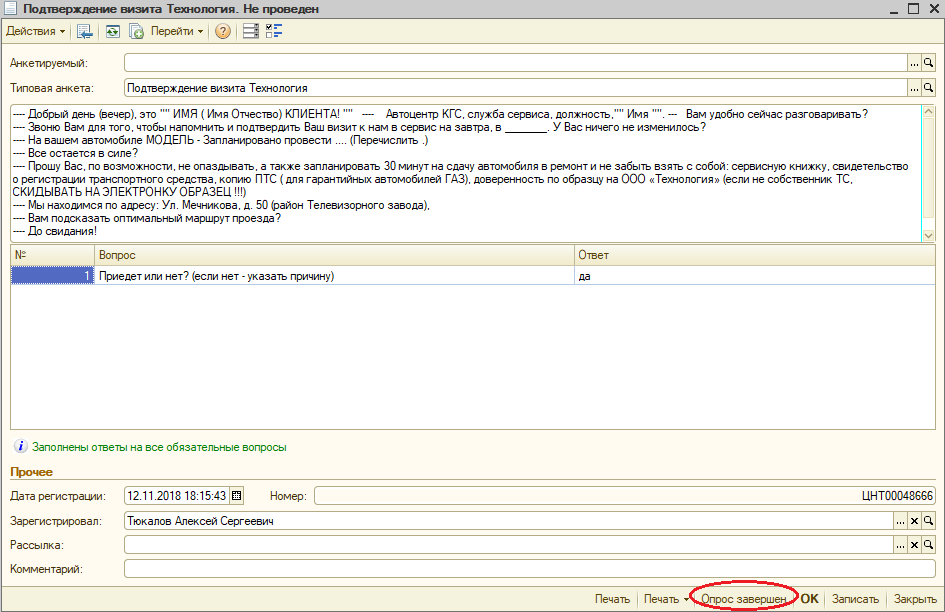 Подтверждение визита Технология. Не проведен
Действия Перейти ?
Анкетируемый: ...
Типовая анкета: Подтверждение визита Технология ...
---- Добрый день (вечер), это "" ИМЯ ( Имя Отчество) КЛИЕНТА! "" ---- Автоцентр КГС, служба сервиса, должность,"" Имя "". --- Вам удобно сейчас разговаривать?
---- Звоню Вам для того, чтобы напомнить и подтвердить Ваш визит к нам в сервис на завтра, в _______. У Вас ничего не изменилось?
---- На вашем автомобиле МОДЕЛЬ - Запланировано провести .... (Перечислить .)
---- Все остается в силе?
---- Прошу Вас, по возможности, не опаздывать, а также запланировать 30 минут на сдачу автомобиля в ремонт и не забыть взять с собой: сервисную книжку, свидетельство
о регистрации транспортного средства, копию ПТС ( для гарантийных автомобилей ГАЗ), доверенность по образцу на ООО «Технология» (если не собственник ТС,
СКИДЫВАТЬ НА ЭЛЕКТРОНКУ ОБРАЗЕЦ !!!)
---- Мы находимся по адресу: Ул. Мечникова, д. 50 (район Телевизорного завода),
---- Вам подсказать оптимальный маршрут проезда?
---- До свидания!
№ Вопрос Ответ
1 Приедет или нет? (если нет - указать причину) да
i Заполнены ответы на все обязательные вопросы
Прочее
Дата регистрации: 12.11.2018 18:15:43 Номер: ЦНТ00048666
Зарегистрировал: Тюкалов Алексей Сергеевич ... x
Рассылка: ... x
Комментарий:
Печать Печать Опрос завершен OK Записать Закрыть